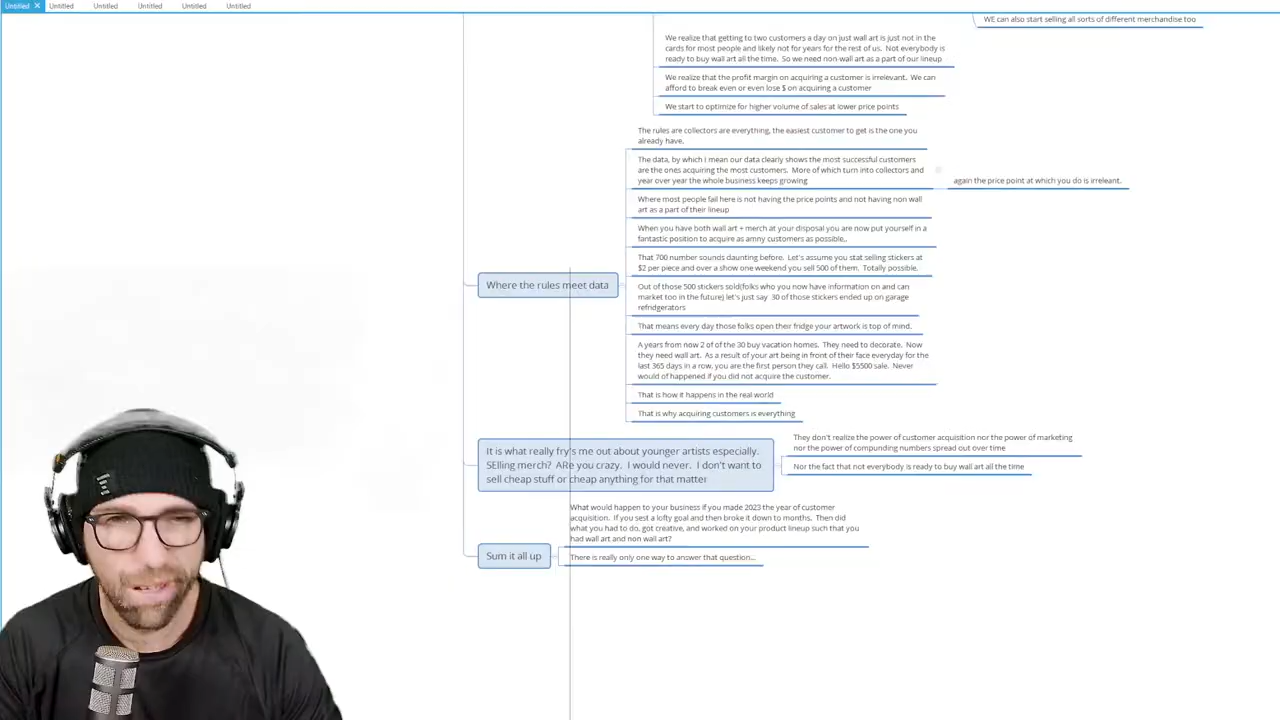 Untitled
Untitled
Untitled
Untitled
Untitled
Untitled
WE can also start selling all sorts of different merchandise too
We realize that getting to two customers a day on just wall art is just not in the
cards for most people and likely not for years for the rest of us. Not everybody is
ready to buy wall art all the time. So we need non wall art as a part of our lineup
We realize that the profit margin on acquiring a customer is irrelevant. We can
afford to break even or even lose $ on acquiring a customer
We start to optimize for higher volume of sales at lower price points
Where the rules meet data
The rules are collectors are everything, the easiest customer to get is the one you
already have.
The data, by which I mean our data clearly shows the most successful customers
are the ones acquiring the most customers. More of which turn into collectors and
year over year the whole business keeps growing
again the price point at which you do is irreleant.
Where most people fail here is not having the price points and not having non wall
art as a part of their lineup
When you have both wall art + merch at your disposal you are now put yourself in a
fantastic position to acquire as amny customers as possible,.
That 700 number sounds daunting before. Let's assume you stat selling stickers at
$2 per piece and over a show one weekend you sell 500 of them. Totally possible.
Out of those 500 stickers sold(folks who you now have information on and can
market too in the future) let's just say 30 of those stickers ended up on garage
refridgerators
That means every day those folks open their fridge your artwork is top of mind.
A years from now 2 of of the 30 buy vacation homes. They need to decorate. Now
they need wall art. As a result of your art being in front of their face everyday for the
last 365 days in a row, you are the first person they call. Hello $5500 sale. Never
would of happened if you did not acquire the customer.
That is how it happens in the real world
That is why acquiring customers is everything
It is what really fry's me out about younger artists especially.
SElling merch? ARe you crazy. I would never. I don't want to
sell cheap stuff or cheap anything for that matter
They don't realize the power of customer acquisition nor the power of marketing
nor the power of compunding numbers spread out over time
Nor the fact that not everybody is ready to buy wall art all the time
Sum it all up
What would happen to your business if you made 2023 the year of customer
acquisition. If you sest a lofty goal and then broke it down to months. Then did
what you had to do, got creative, and worked on your product lineup such that you
had wall art and non wall art?
There is really only one way to answer that question...